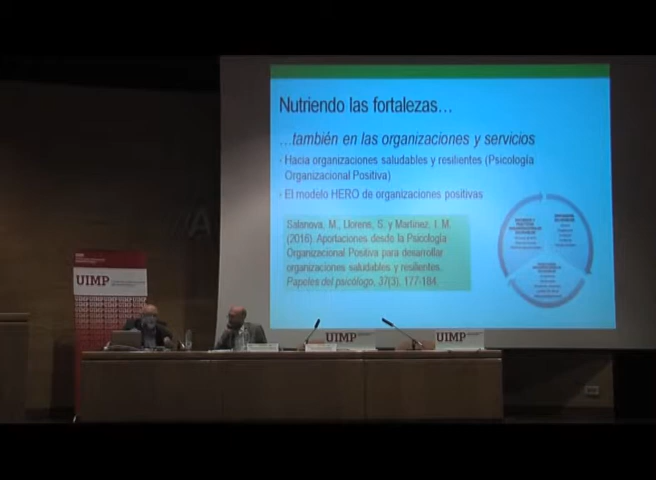 Nutriendo las fortalezas…
…también en las organizaciones y servicios
· Hacia organizaciones saludables y resilientes (Psicología
Organizacional Positiva)
· El modelo HERO de organizaciones positivas
Salanova, M., Llorens, S. y Martínez, I. M.
(2016). Aportaciones desde la Psicología
Organizacional Positiva para desarrollar
organizaciones saludables y resilientes.
Papeles del psicólogo, 37(3), 177-184.
UIMP
UIMP
UIMP